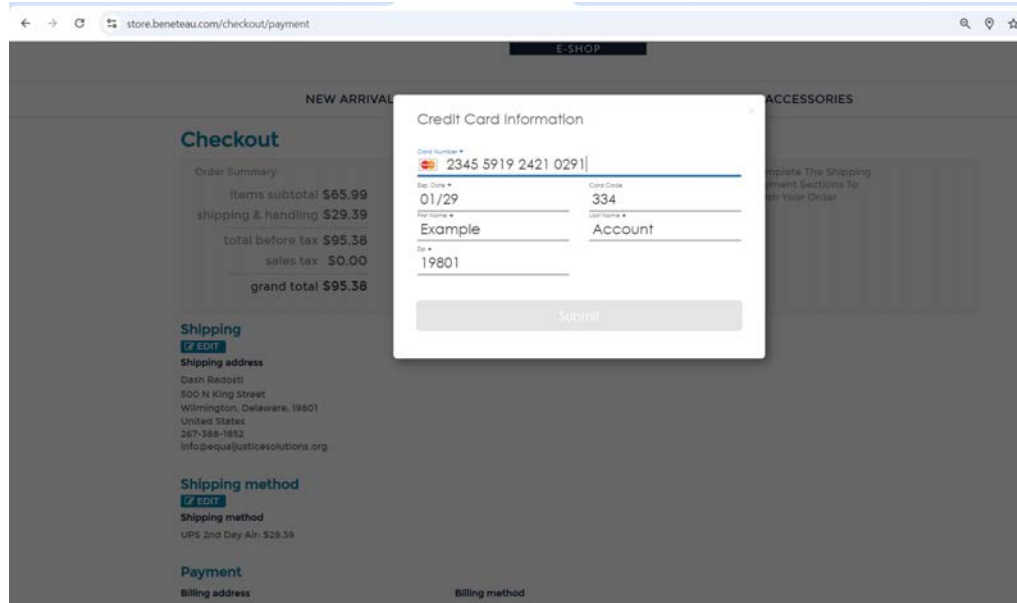 store.beneteau.com/checkout/payment
E-SHOP
NEW ARRIVAL
ACCESSORIES
Checkout
Order Summary
items subtotal $65.99
shipping & handling $29.39
total before tax $95.38
sales tax $0.00
grand total $95.38
mplete The Shipping
ment Sections To
sh Your Order
Credit Card Information
×
Card Number *
2345 5919 2421 0291
Exp. Date *
Card Code
01/29
334
First Name *
Last Name *
Example
Account
Zip *
19801
Submit
Shipping
EDIT
Shipping address
Dash Radosti
500 N King Street
Wilmington, Delaware, 19801
United States
267-388-1852
info@equaljusticesolutions.org
Shipping method
EDIT
Shipping method
UPS 2nd Day Air: $29.39
Payment
Billing address
Billing method